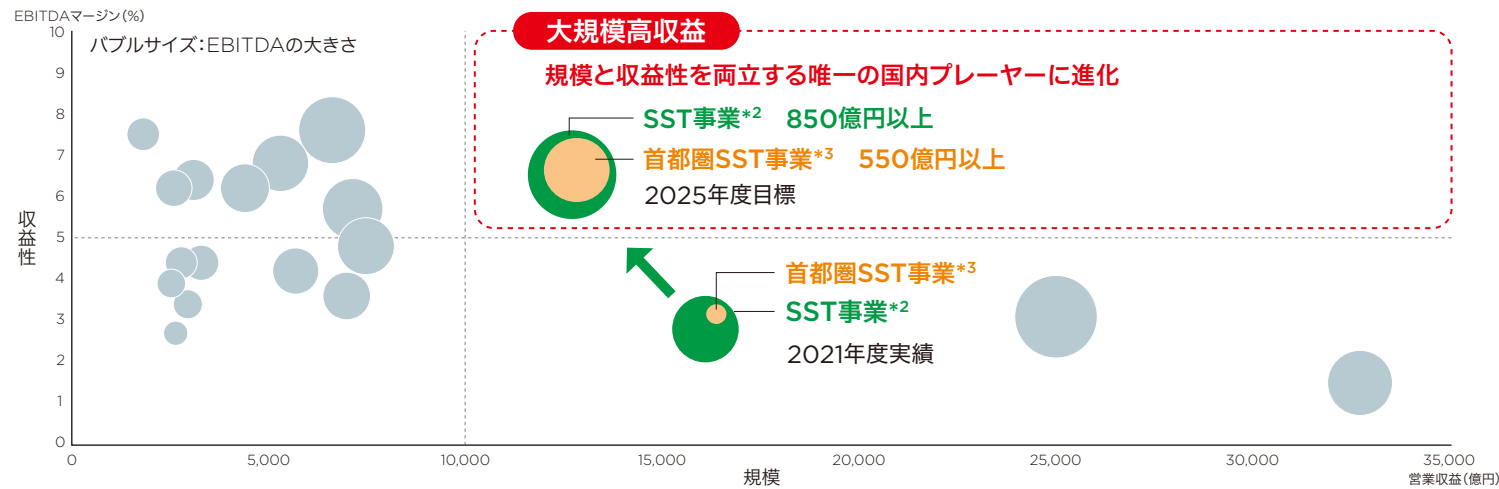 EBITDAマージン(%)
バブルサイズ：EBITDAの大きさ
大規模高収益
規模と収益性を両立する唯一の国内プレーヤーに進化
SST事業*2 850億円以上
首都圏SST事業*3 550億円以上
2025年度目標
首都圏SST事業*3
SST事業*2
2021年度実績
収益性
10
9
8
7
6
5
4
3
2
1
0
0 5,000 10,000 15,000 20,000 25,000 30,000 35,000
規模
営業収益(億円)